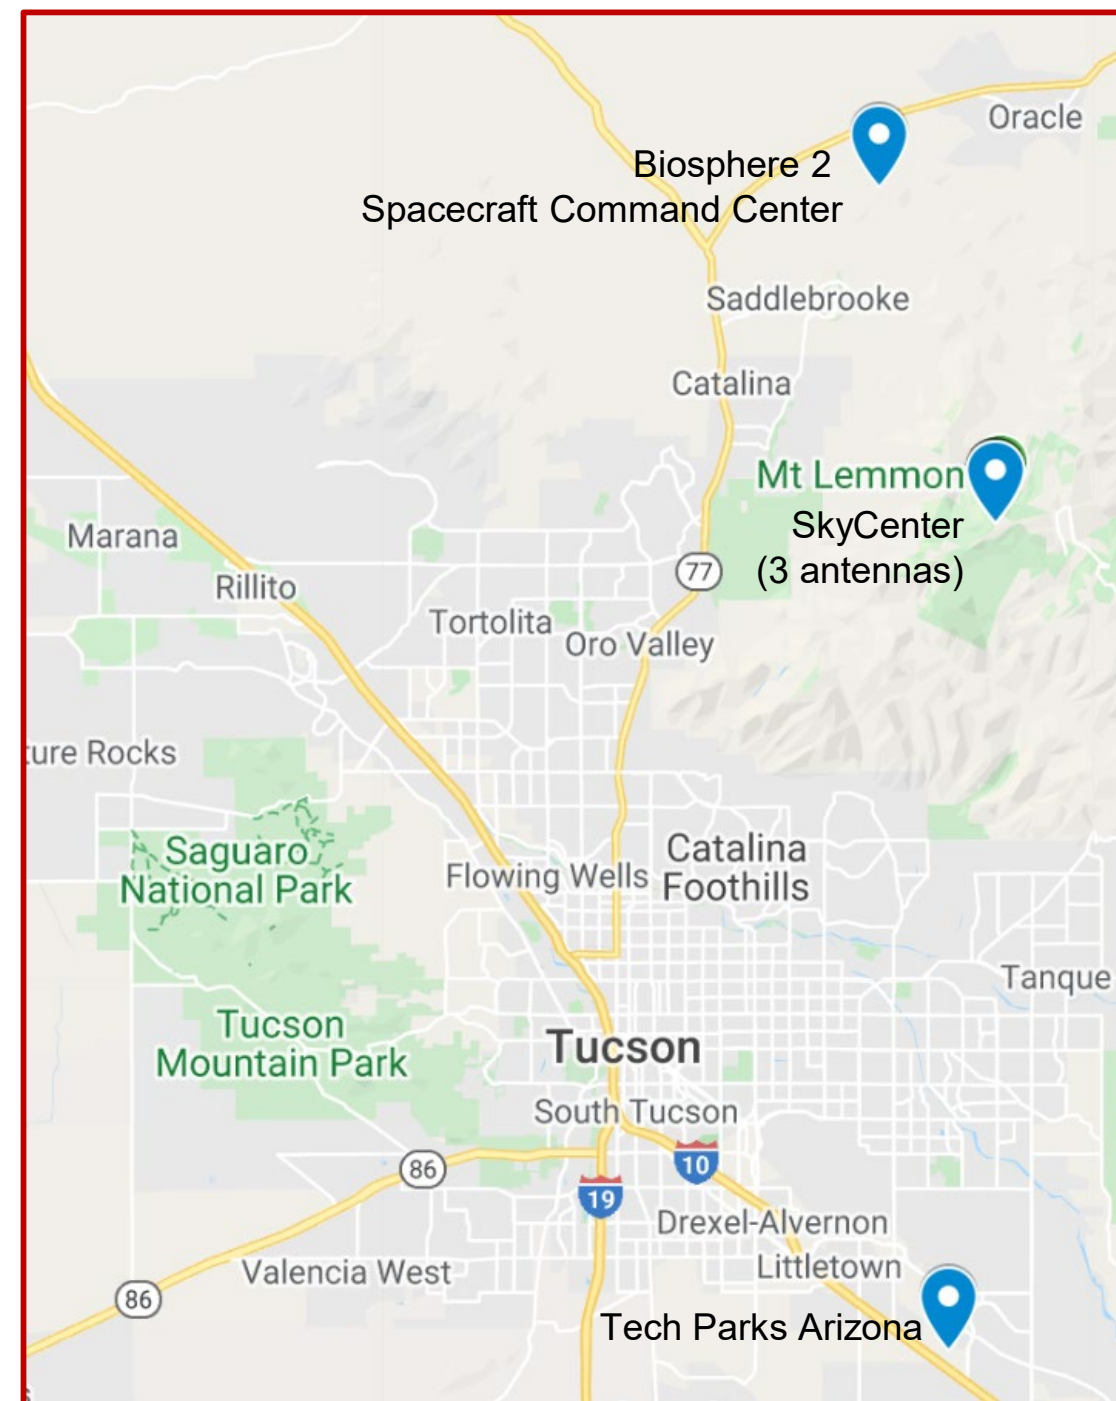 Oracle
Biosphere 2
Spacecraft Command Center
Saddlebrooke
Catalina
Mt Lemmon
SkyCenter
(3 antennas)
Marana
Rillito
77
Tortolita
Oro Valley
ture Rocks
Saguaro
National Park
Flowing Wells
Catalina
Foothills
Tanque
Tucson
Mountain Park
Tucson
South Tucson
86
10
19
Drexel-Alvernon
Littletown
Valencia West
86
Tech Parks Arizona